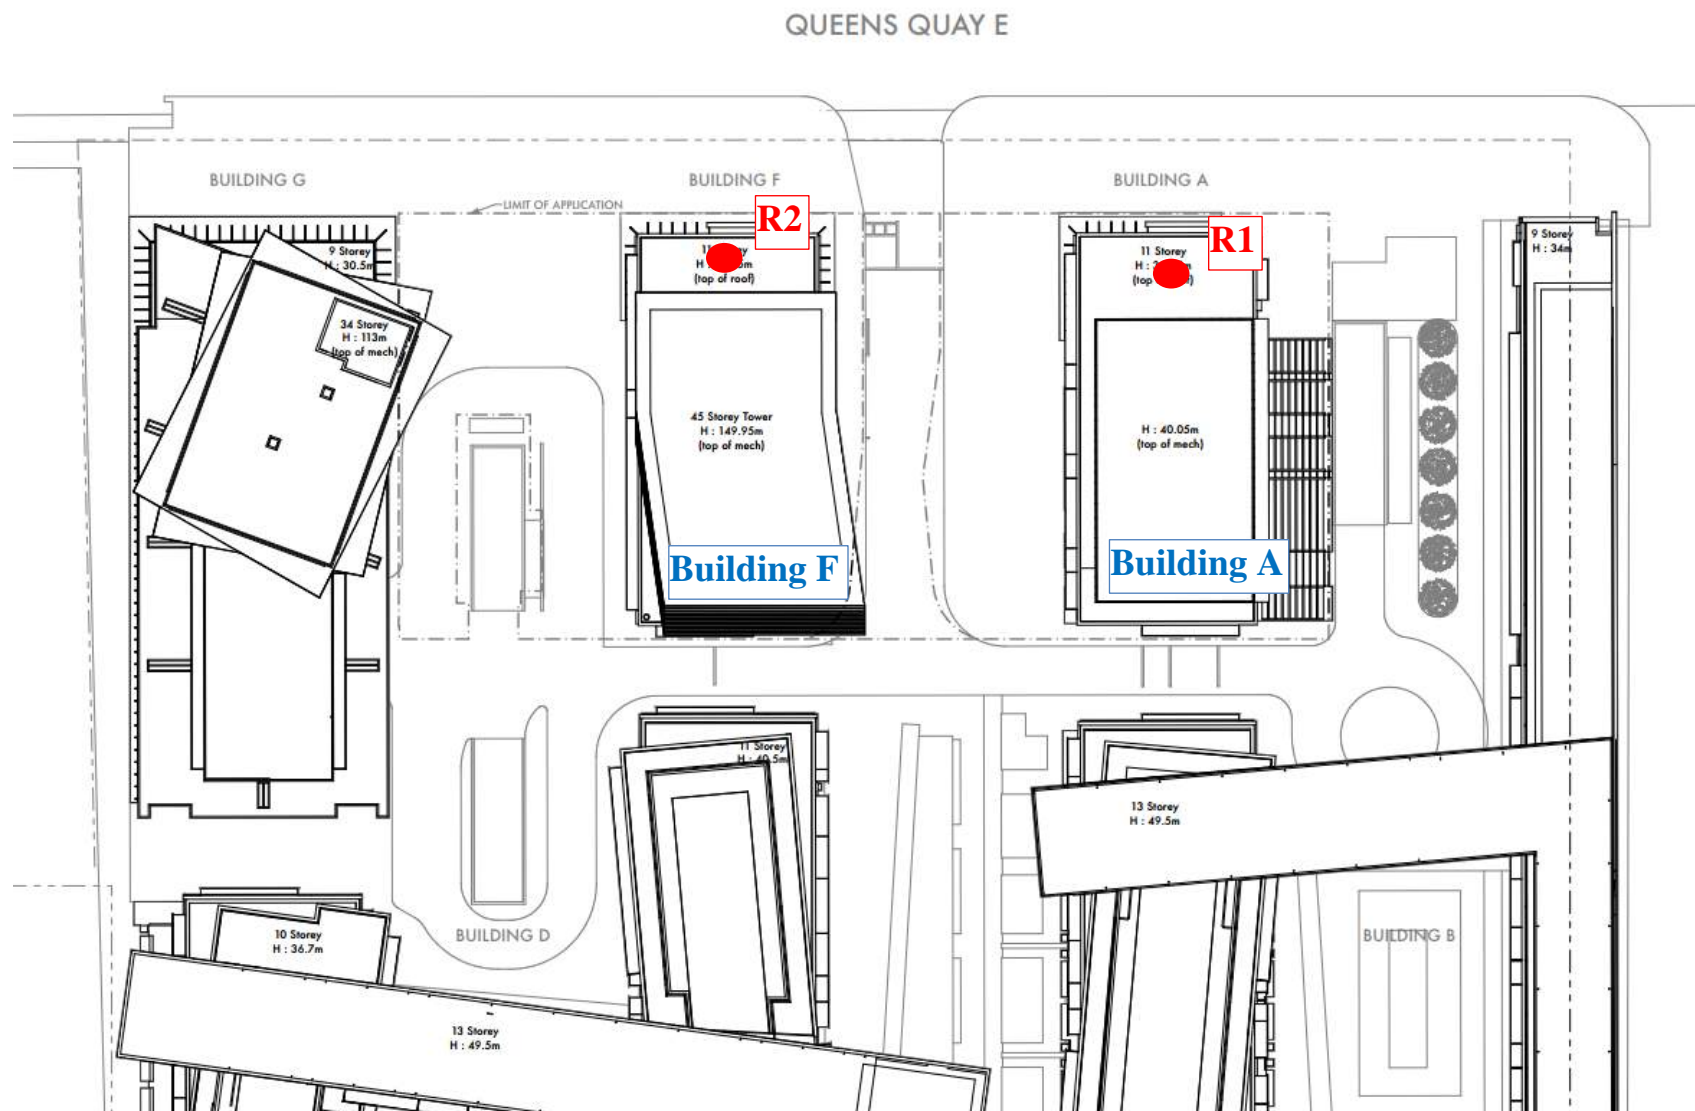 QUEENS QUAY E
BUILDING G
BUILDING F
BUILDING A
LIMIT OF APPLICATION
R2
R1
9 Storey
H : 30.5m
H :
(top of roof)
11 Storey
H :
(top
9 Storey
H : 34m
34 Storey
H : 113m
(top of mech)
45 Storey Tower
H : 149.95m
(top of mech)
H : 40.05m
(top of mech)
Building F
Building A
11 Storey
H : 40.5m
13 Storey
H : 49.5m
10 Storey
H : 36.7m
BUILDING D
BUILDING B
13 Storey
H : 49.5m